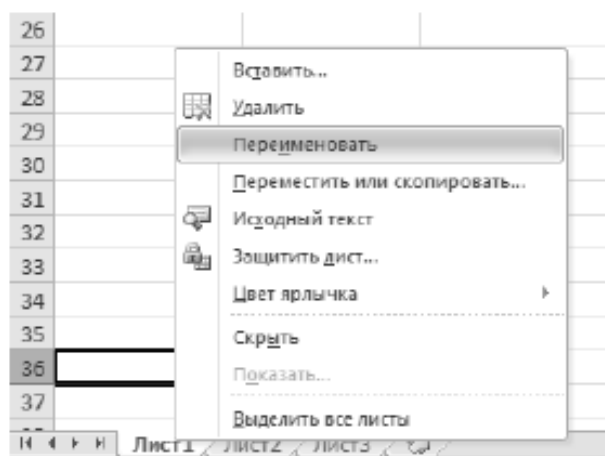 26
27
Вставить...
28
Удалить
29
Переименовать
30
Переместить или скопировать...
31
Исходный текст
32
Защитить лист...
33
Цвет ярлычка
34
35
Скрыть
36
Показать...
37
Выделить все листы
Лист1 Лист2 Лист3